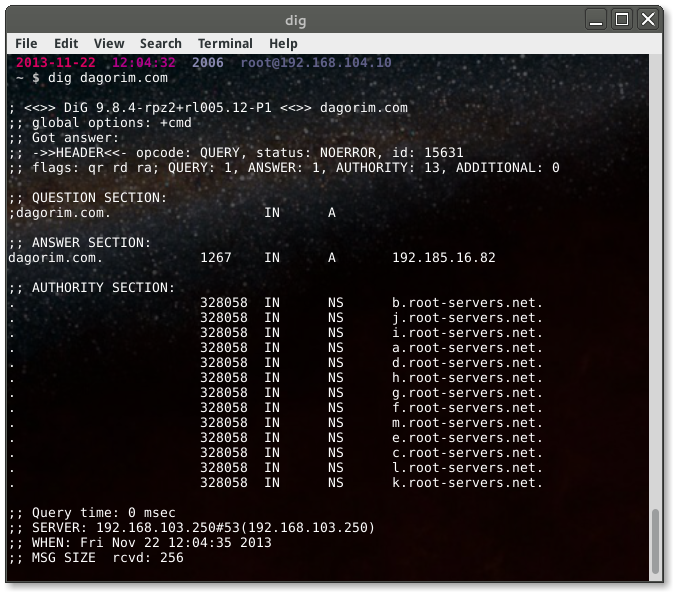 dig
File Edit View Search Terminal Help
2013-11-22 12:04:32 2006 root@192.168.104.10
~ $ dig dagorim.com
; <<>> DiG 9.8.4-rpz2+rl005.12-P1 <<>> dagorim.com
;; global options: +cmd
;; Got answer:
;; ->>HEADER<<- opcode: QUERY, status: NOERROR, id: 15631
;; flags: qr rd ra; QUERY: 1, ANSWER: 1, AUTHORITY: 13, ADDITIONAL: 0
;; QUESTION SECTION:
;dagorim.com. IN A
;; ANSWER SECTION:
dagorim.com. 1267 IN A 192.185.16.82
;; AUTHORITY SECTION:
. 328058 IN NS b.root-servers.net.
. 328058 IN NS j.root-servers.net.
. 328058 IN NS i.root-servers.net.
. 328058 IN NS a.root-servers.net.
. 328058 IN NS d.root-servers.net.
. 328058 IN NS h.root-servers.net.
. 328058 IN NS g.root-servers.net.
. 328058 IN NS f.root-servers.net.
. 328058 IN NS m.root-servers.net.
. 328058 IN NS e.root-servers.net.
. 328058 IN NS c.root-servers.net.
. 328058 IN NS l.root-servers.net.
. 328058 IN NS k.root-servers.net.
;; Query time: 0 msec
;; SERVER: 192.168.103.250#53(192.168.103.250)
;; WHEN: Fri Nov 22 12:04:35 2013
;; MSG SIZE rcvd: 256